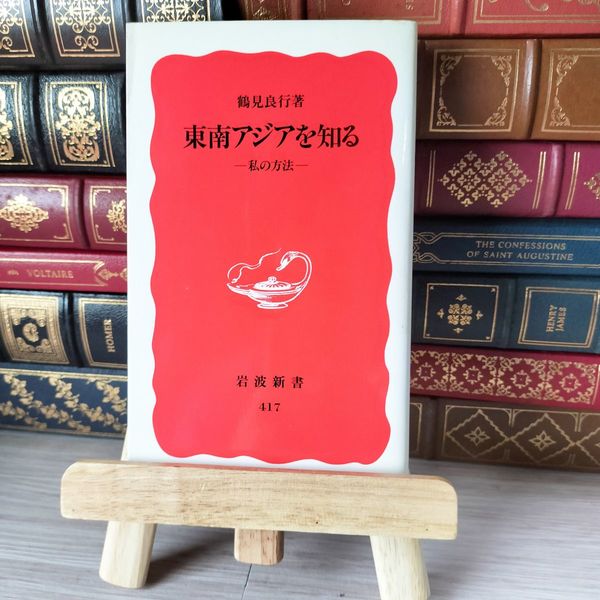 鶴見良行著
東南アジアを知る
―私の方法―
岩波新書
417
VOLTAIRE
HOMER
THE CONFESSIONS
OF SAINT AUGUSTINE
HENRY
JAMES